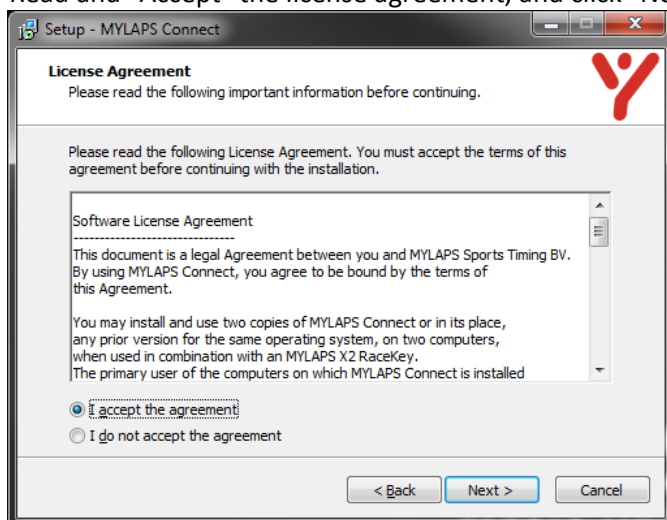 Setup - MYLAPS Connect
License Agreement
Please read the following important information before continuing.
Please read the following License Agreement. You must accept the terms of this
agreement before continuing with the installation.
Software License Agreement
-------------------------------
This document is a legal Agreement between you and MYLAPS Sports Timing BV.
By using MYLAPS Connect, you agree to be bound by the terms of
this Agreement.
You may install and use two copies of MYLAPS Connect or in its place,
any prior version for the same operating system, on two computers,
when used in combination with an MYLAPS X2 RaceKey.
The primary user of the computers on which MYLAPS Connect is installed
I accept the agreement
I do not accept the agreement
< Back
Next >
Cancel